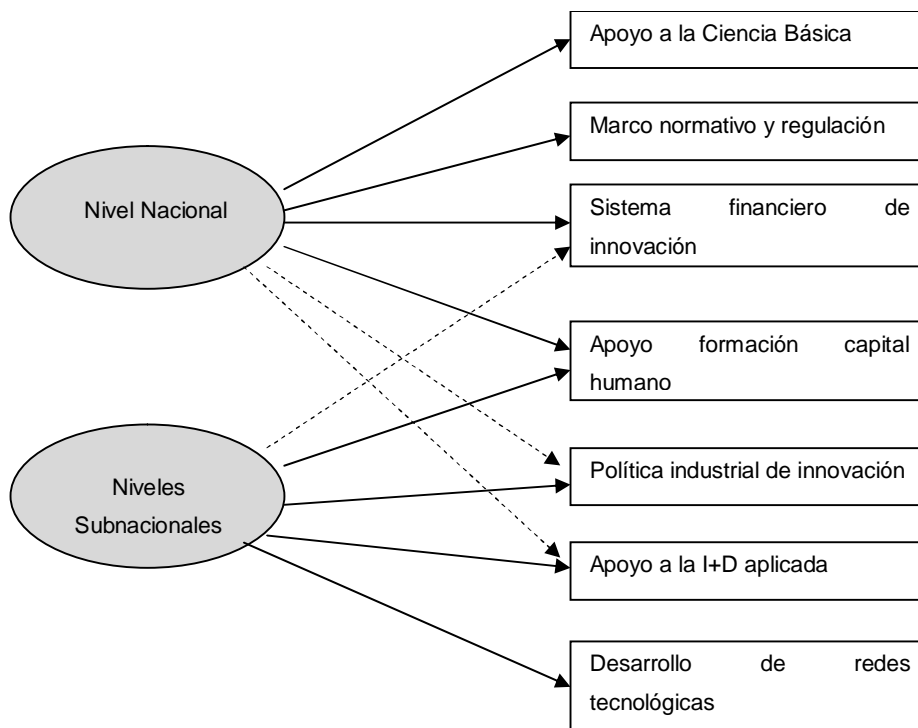 Apoyo a la Ciencia Básica
Marco normativo y regulación
Nivel Nacional
Sistema financiero de
innovación
Apoyo formación capital
humano
Política industrial de innovación
Niveles
Subnacionales
Apoyo a la I+D aplicada
Desarrollo de redes
tecnológicas